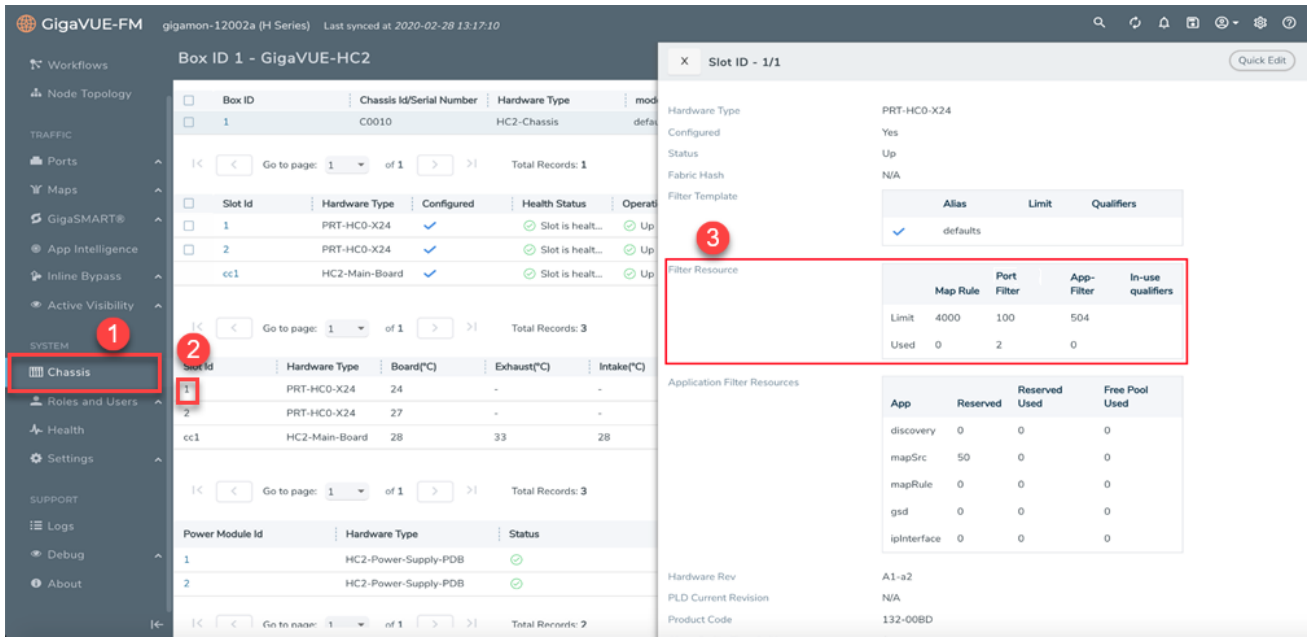 GigaVUE-FM gigamon-12002a (H Series) Last synced at 2020-02-28 13:17:10
Workflows
Node Topology
TRAFFIC
Ports
Maps
GigaSMART®
App Intelligence
Inline Bypass
Active Visibility
1
SYSTEM
Chassis
Roles and Users
Health
Settings
SUPPORT
Logs
Debug
About
Box ID 1 - GigaVUE-HC2
Box ID Chassis Id/Serial Number Hardware Type mod
1 C0010 HC2-Chassis defau
Go to page: 1 of 1 Total Records: 1
Slot Id Hardware Type Configured Health Status Operati
1 PRT-HC0-X24 Slot is healt... Up
2 PRT-HC0-X24 Slot is healt... Up
cc1 HC2-Main-Board Slot is healt... Up
Go to page: 1 of 1 Total Records: 3
2
Slot Id Hardware Type Board(°C) Exhaust(°C) Intake(°C)
1 PRT-HC0-X24 24 - -
2 PRT-HC0-X24 27 - -
cc1 HC2-Main-Board 28 33 28
Go to page: 1 of 1 Total Records: 3
Power Module Id Hardware Type Status
1 HC2-Power-Supply-PDB
2 HC2-Power-Supply-PDB
Go to page: 1 of 1 Total Records: 2
X Slot ID - 1/1 Quick Edit
Hardware Type PRT-HC0-X24
Configured Yes
Status Up
Fabric Hash N/A
Filter Template
Alias Limit Qualifiers
defaults
3
Filter Resource
Map Rule Port Filter App-Filter In-use qualifiers
Limit 4000 100 504
Used 0 2 0
Application Filter Resources
App Reserved Reserved Used Free Pool Used
discovery 0 0 0
mapSrc 50 0 0
mapRule 0 0 0
gsd 0 0 0
ipInterface 0 0 0
Hardware Rev A1-a2
PLD Current Revision N/A
Product Code 132-00BD